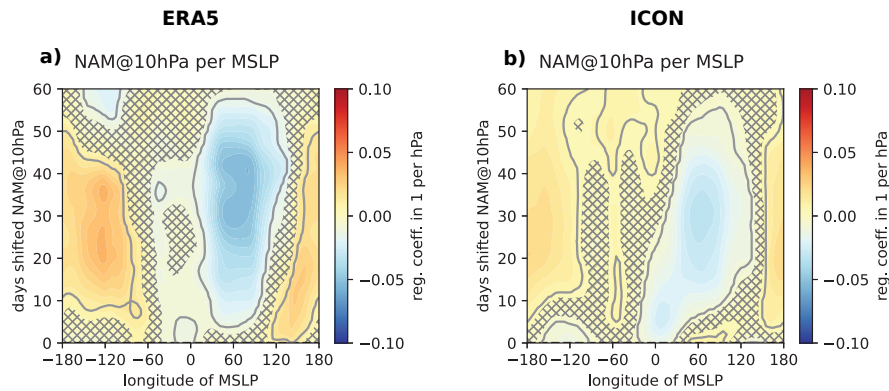 ERA5
ICON
a) NAM@10hPa per MSLP
b) NAM@10hPa per MSLP
days shifted NAM@10hPa
60
50
40
30
20
10
0
−180 −120 −60 0 60 120 180
longitude of MSLP
0.10
0.05
0.00
−0.05
−0.10
reg. coeff. in 1 per hPa
days shifted NAM@10hPa
60
50
40
30
20
10
0
−180 −120 −60 0 60 120 180
longitude of MSLP
0.10
0.05
0.00
−0.05
−0.10
reg. coeff. in 1 per hPa